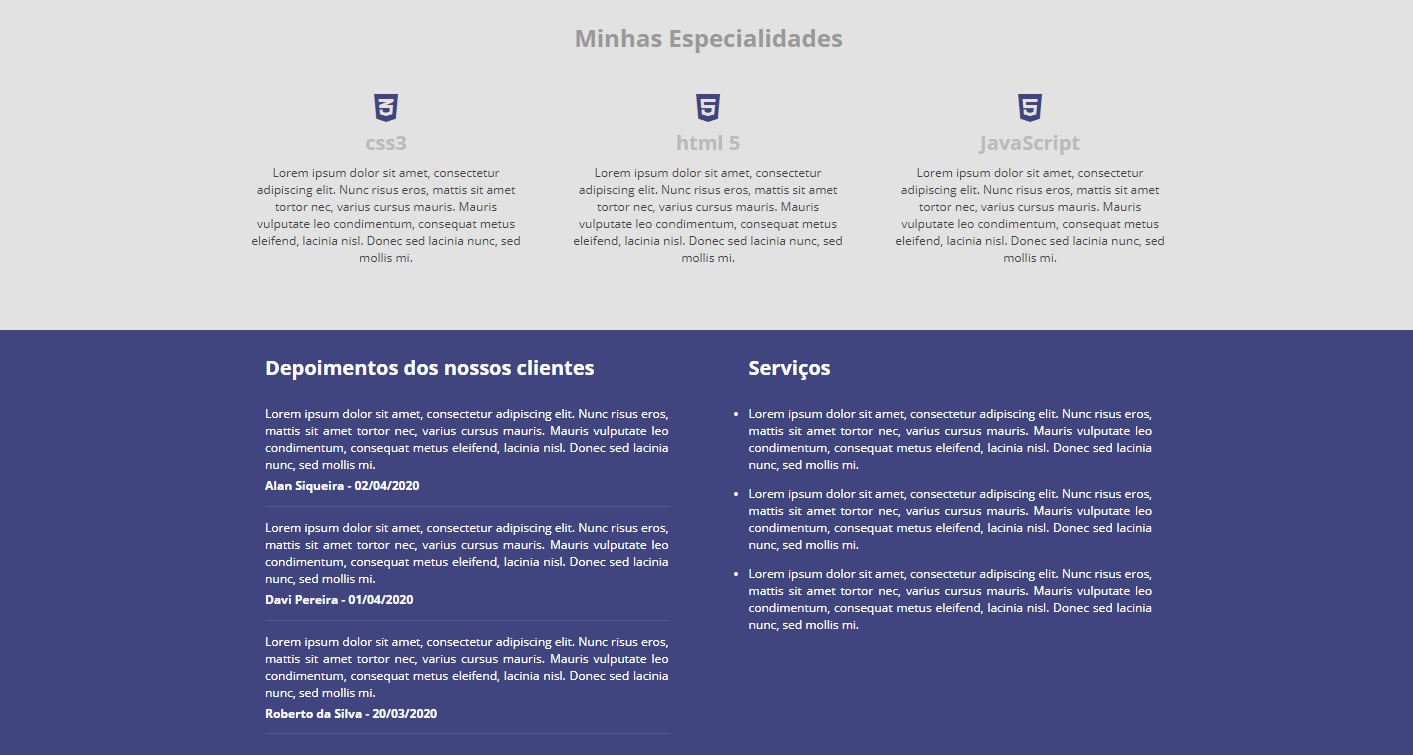 Minhas Especialidades
css3
Lorem ipsum dolor sit amet, consectetur
adipiscing elit. Nunc risus eros, mattis sit amet
tortor nec, varius cursus mauris. Mauris
vulputate leo condimentum, consequat metus
eleifend, lacinia nisl. Donec sed lacinia nunc, sed
mollis mi.
html 5
Lorem ipsum dolor sit amet, consectetur
adipiscing elit. Nunc risus eros, mattis sit amet
tortor nec, varius cursus mauris. Mauris
vulputate leo condimentum, consequat metus
eleifend, lacinia nisl. Donec sed lacinia nunc, sed
mollis mi.
JavaScript
Lorem ipsum dolor sit amet, consectetur
adipiscing elit. Nunc risus eros, mattis sit amet
tortor nec, varius cursus mauris. Mauris
vulputate leo condimentum, consequat metus
eleifend, lacinia nisl. Donec sed lacinia nunc, sed
mollis mi.
Depoimentos dos nossos clientes
Lorem ipsum dolor sit amet, consectetur adipiscing elit. Nunc risus eros,
mattis sit amet tortor nec, varius cursus mauris. Mauris vulputate leo
condimentum, consequat metus eleifend, lacinia nisl. Donec sed lacinia
nunc, sed mollis mi.
Alan Siqueira - 02/04/2020
Lorem ipsum dolor sit amet, consectetur adipiscing elit. Nunc risus eros,
mattis sit amet tortor nec, varius cursus mauris. Mauris vulputate leo
condimentum, consequat metus eleifend, lacinia nisl. Donec sed lacinia
nunc, sed mollis mi.
Davi Pereira - 01/04/2020
Lorem ipsum dolor sit amet, consectetur adipiscing elit. Nunc risus eros,
mattis sit amet tortor nec, varius cursus mauris. Mauris vulputate leo
condimentum, consequat metus eleifend, lacinia nisl. Donec sed lacinia
nunc, sed mollis mi.
Roberto da Silva - 20/03/2020
Serviços
• Lorem ipsum dolor sit amet, consectetur adipiscing elit. Nunc risus eros,
mattis sit amet tortor nec, varius cursus mauris. Mauris vulputate leo
condimentum, consequat metus eleifend, lacinia nisl. Donec sed lacinia
nunc, sed mollis mi.
• Lorem ipsum dolor sit amet, consectetur adipiscing elit. Nunc risus eros,
mattis sit amet tortor nec, varius cursus mauris. Mauris vulputate leo
condimentum, consequat metus eleifend, lacinia nisl. Donec sed lacinia
nunc, sed mollis mi.
• Lorem ipsum dolor sit amet, consectetur adipiscing elit. Nunc risus eros,
mattis sit amet tortor nec, varius cursus mauris. Mauris vulputate leo
condimentum, consequat metus eleifend, lacinia nisl. Donec sed lacinia
nunc, sed mollis mi.